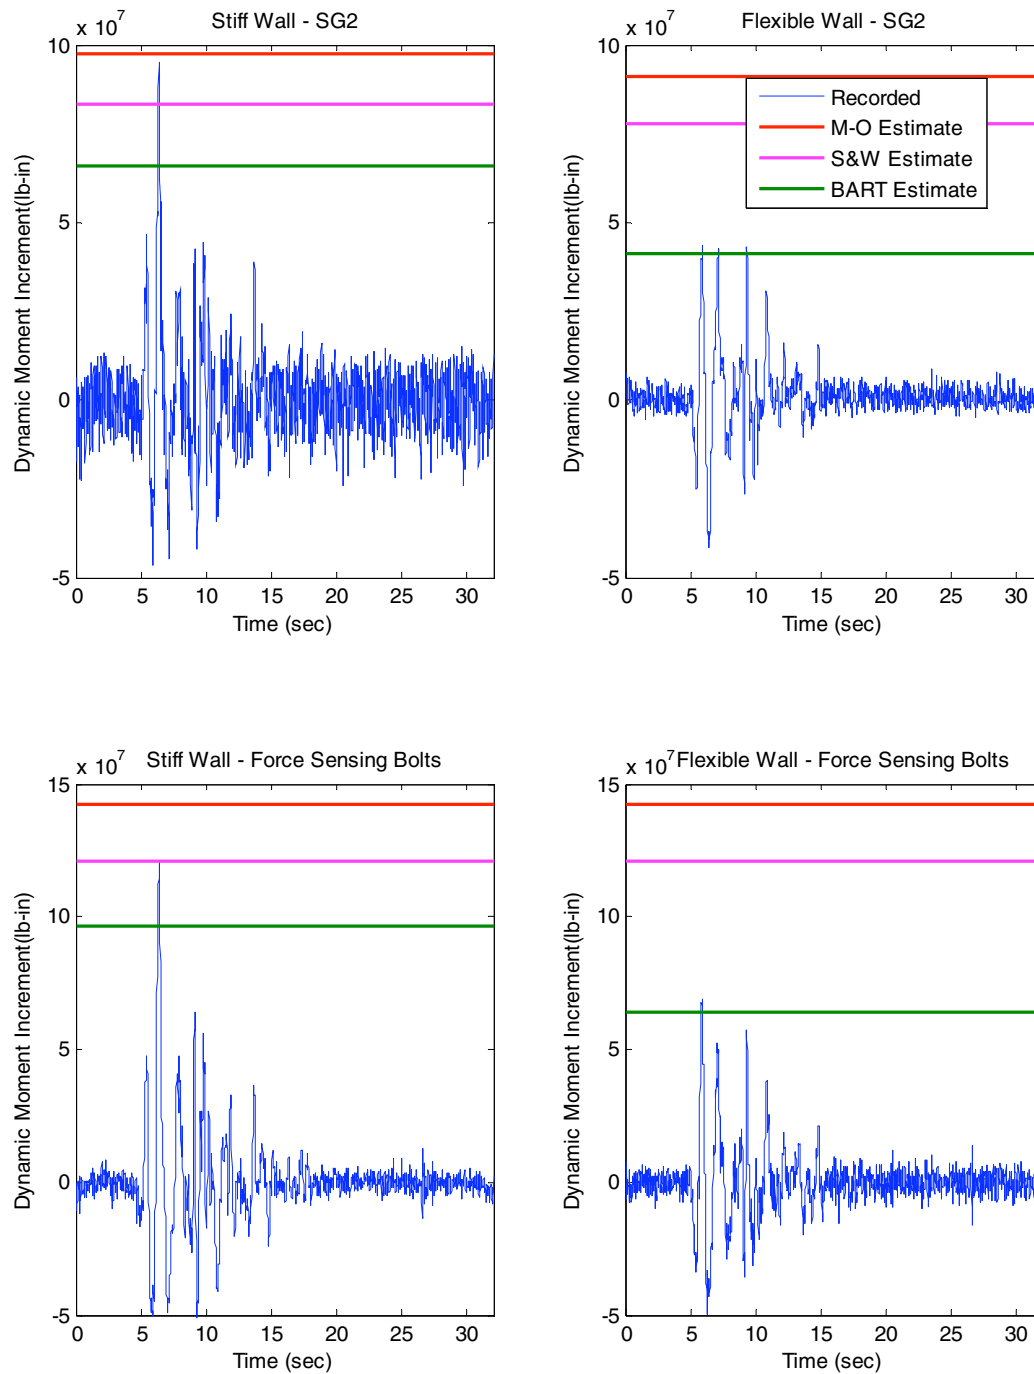 Stiff Wall - SG2
x 10^7
10
5
0
-5
Dynamic Moment Increment(lb-in)
0 5 10 15 20 25 30
Time (sec)
Flexible Wall - SG2
x 10^7
10
5
0
-5
Dynamic Moment Increment(lb-in)
Recorded
M-O Estimate
S&W Estimate
BART Estimate
0 5 10 15 20 25 30
Time (sec)
Stiff Wall - Force Sensing Bolts
x 10^7
15
10
5
0
-5
Dynamic Moment Increment(lb-in)
0 5 10 15 20 25 30
Time (sec)
Flexible Wall - Force Sensing Bolts
x 10^7
15
10
5
0
-5
Dynamic Moment Increment(lb-in)
0 5 10 15 20 25 30
Time (sec)